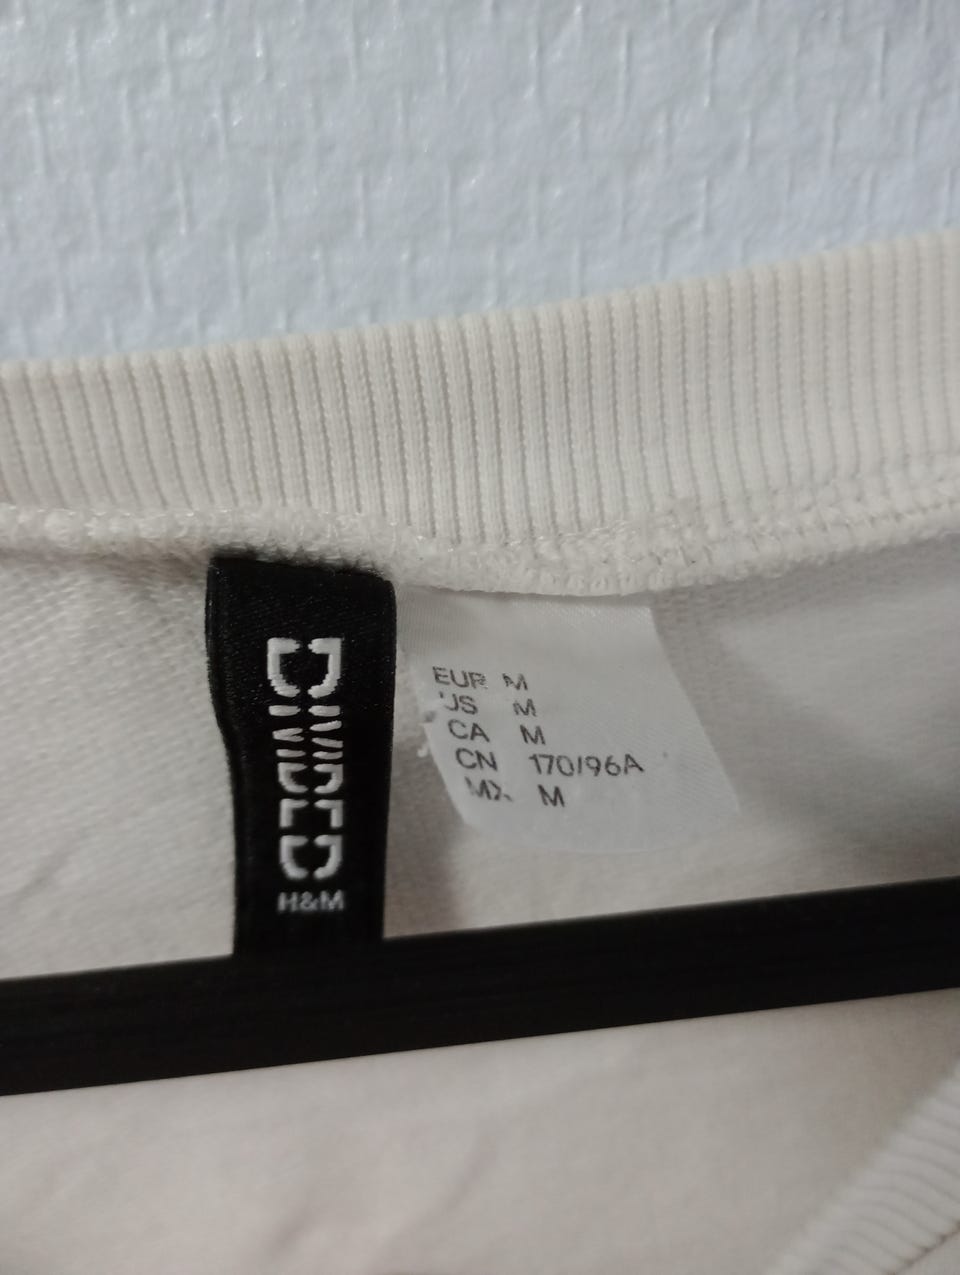 DIVIDED
H&M
EUR M
US M
CA M
CN 170/96A
MX M